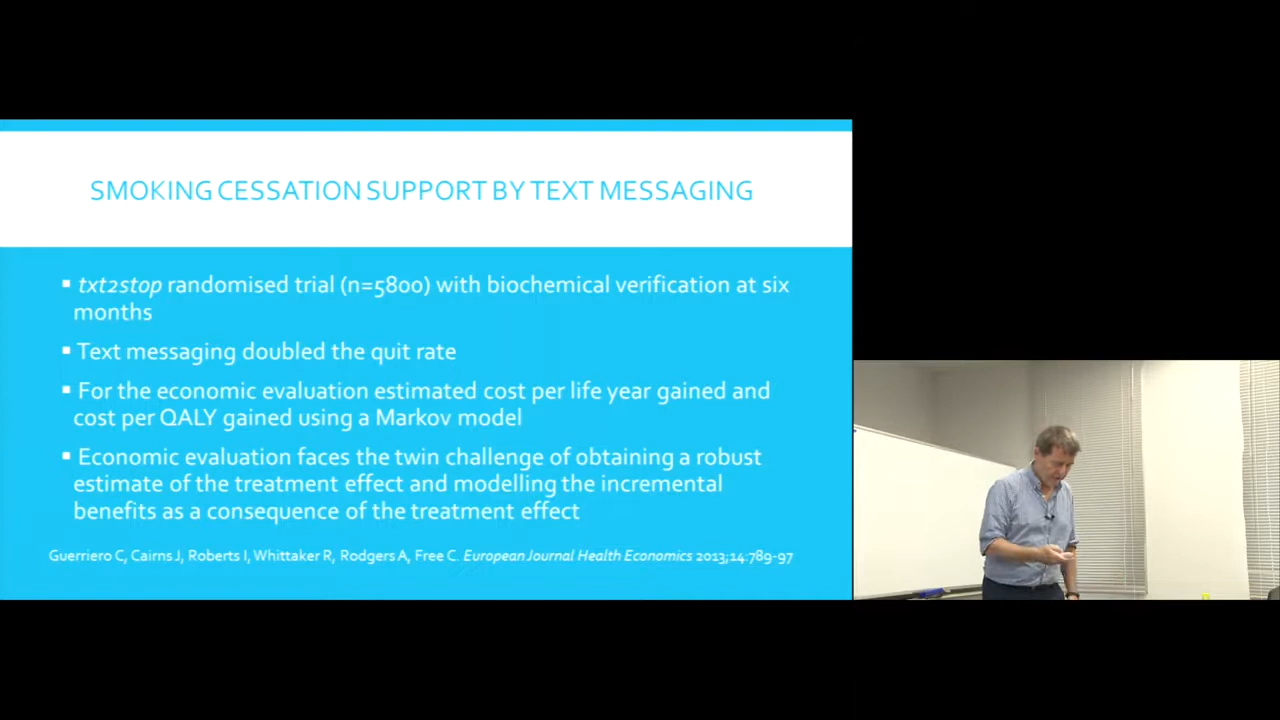 SMOKING CESSATION SUPPORT BY TEXT MESSAGING
▪ txt2stop randomised trial (n=5800) with biochemical verification at six
months
▪ Text messaging doubled the quit rate
▪ For the economic evaluation estimated cost per life year gained and
cost per QALY gained using a Markov model
▪ Economic evaluation faces the twin challenge of obtaining a robust
estimate of the treatment effect and modelling the incremental
benefits as a consequence of the treatment effect
Guerriero C, Cairns J, Roberts I, Whittaker R, Rodgers A, Free C. European Journal Health Economics 2013;14:789-97